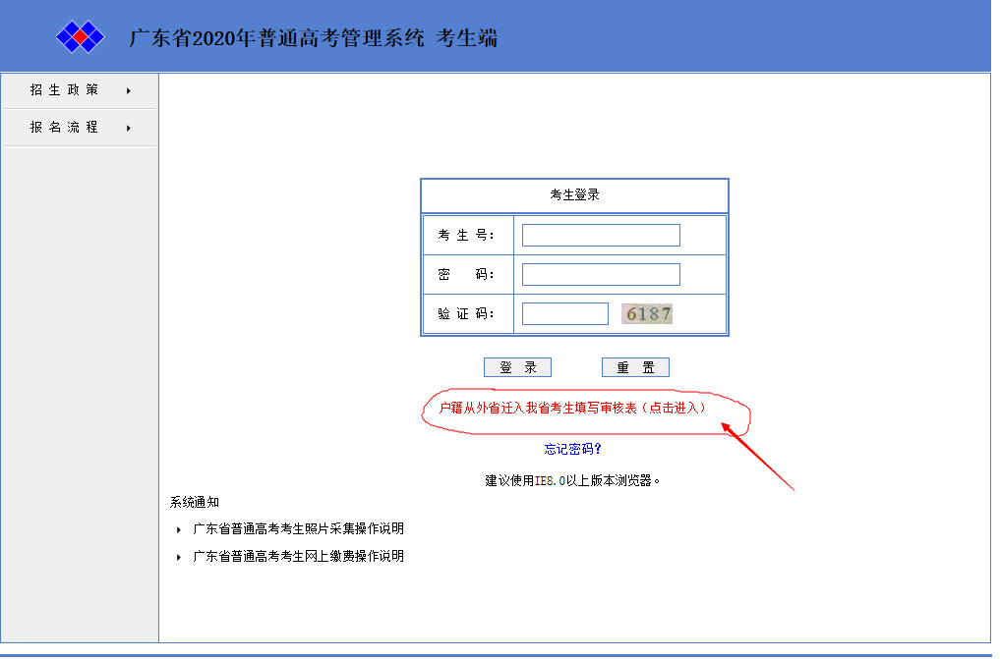 广东省2020年普通高考管理系统 考生端
招 生 政 策
报 名 流 程
考生登录
考 生 号：
密 码：
验 证 码：
6187
登 录 重 置
户籍从外省迁入我省考生填写审核表（点击进入）
忘记密码？
建议使用IE8.0以上版本浏览器。
系统通知
广东省普通高考考生照片采集操作说明
广东省普通高考考生网上缴费操作说明